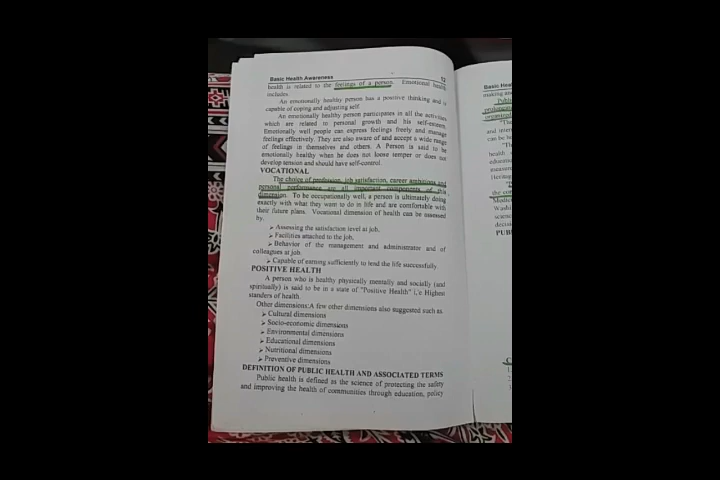 Basic Health Awareness 12
health is related to the feelings of a person. Emotional health
includes.
An emotionally healthy person has a positive thinking and is
capable of coping and adjusting self.
An emotionally healthy person participates in all the activities
which are related to personal growth and his self-esteem.
Emotionally well people can express feelings freely and manage
feelings effectively. They are also aware of and accept a wide range
of feelings in themselves and others. A Person is said to be
emotionally healthy when he does not loose temper or does not
develop tension and should have self-control.
VOCATIONAL
The choice of profession, job satisfaction, career ambitions and
personal performance are all important components of this
dimension. To be occupationally well, a person is ultimately doing
exactly with what they want to do in life and are comfortable with
their future plans. Vocational dimension of health can be assessed
by.
➢ Assessing the satisfaction level at job.
➢ Facilities attached to the job.
➢ Behavior of the management and administrator and of
colleagues at job.
➢ Capable of earning sufficiently to lend the life successfully.
POSITIVE HEALTH
A person who is healthy physically mentally and socially (and
spiritually) is said to be in a state of "Positive Health" i,'e Highest
standers of health.
Other dimensions:A few other dimensions also suggested such as.
➢ Cultural dimensions
➢ Socio-economic dimensions
➢ Environmental dimensions
➢ Educational dimensions
➢ Nutritional dimensions
➢ Preventive dimensions
DEFINITION OF PUBLIC HEALTH AND ASSOCIATED TERMS
Public health is defined as the science of protecting the safety
and improving the health of communities through education, policy